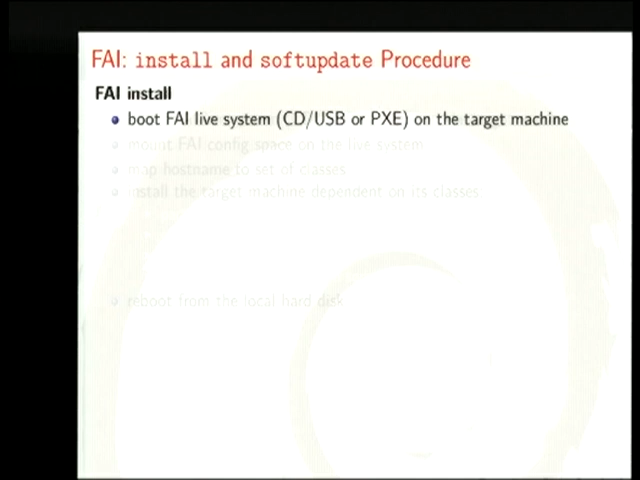 FAI: install and softupdate Procedure
FAI install
boot FAI live system (CD/USB or PXE) on the target machine
mount FAI config space on the live system
map hostname to set of classes
install the target machine dependent on its classes
reboot from the local hard disk